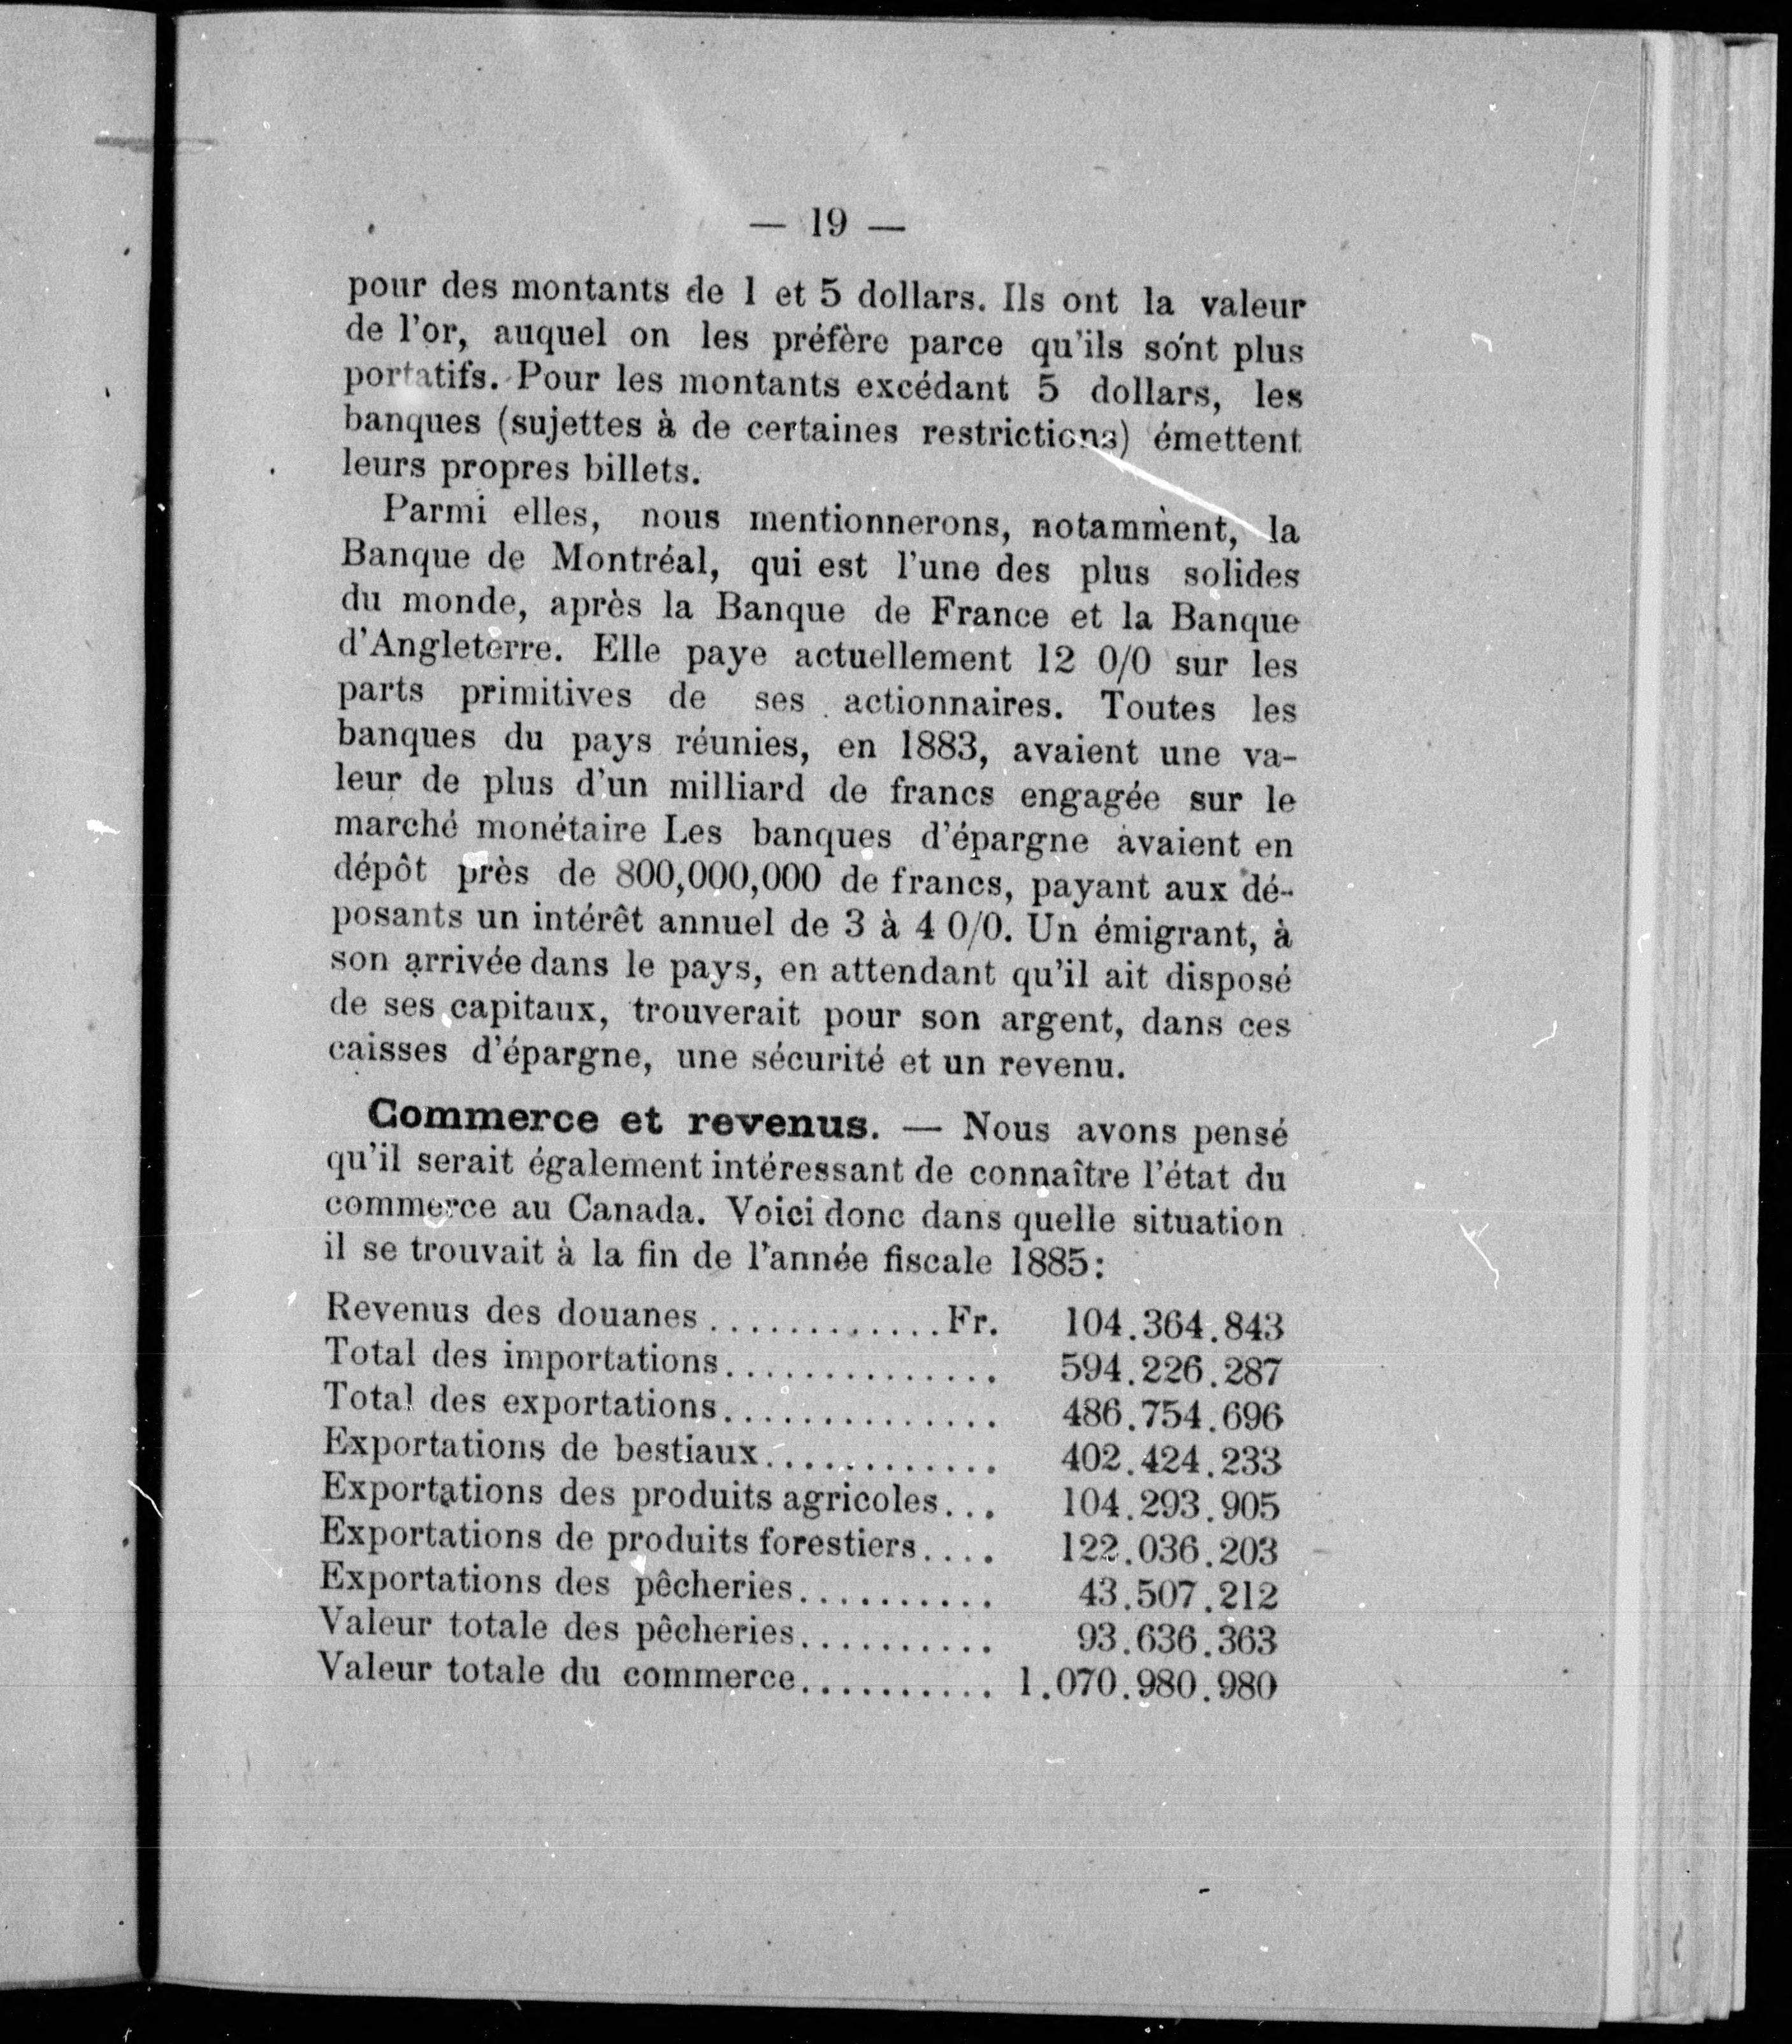 — 19 —
pour des montants de 1 et 5 dollars. Ils ont la valeur
de l'or, auquel on les préfère parce qu'ils sont plus
portatifs. Pour les montants excédant 5 dollars, les
banques (sujettes à de certaines restrictions) émettent
leurs propres billets.
Parmi elles, nous mentionnerons, notamment, la
Banque de Montréal, qui est l'une des plus solides
du monde, après la Banque de France et la Banque
d'Angleterre. Elle paye actuellement 12 0/0 sur les
parts primitives de ses actionnaires. Toutes les
banques du pays réunies, en 1883, avaient une va-
leur de plus d'un milliard de francs engagée sur le
marché monétaire Les banques d'épargne avaient en
dépôt près de 800,000,000 de francs, payant aux dé-
posants un intérêt annuel de 3 à 4 0/0. Un émigrant, à
son arrivée dans le pays, en attendant qu'il ait disposé
de ses capitaux, trouverait pour son argent, dans ces
caisses d'épargne, une sécurité et un revenu.
Commerce et revenus. — Nous avons pensé
qu'il serait également intéressant de connaître l'état du
commerce au Canada. Voici donc dans quelle situation
il se trouvait à la fin de l'année fiscale 1885:
Revenus des douanes ............Fr. 104.364.843
Total des importations.............. 594.226.287
Total des exportations.............. 486.754.696
Exportations de bestiaux............ 402.424.233
Exportations des produits agricoles... 104.293.905
Exportations de produits forestiers.... 122.036.203
Exportations des pêcheries.......... 43.507.212
Valeur totale des pêcheries.......... 93.636.363
Valeur totale du commerce.......... 1.070.980.980